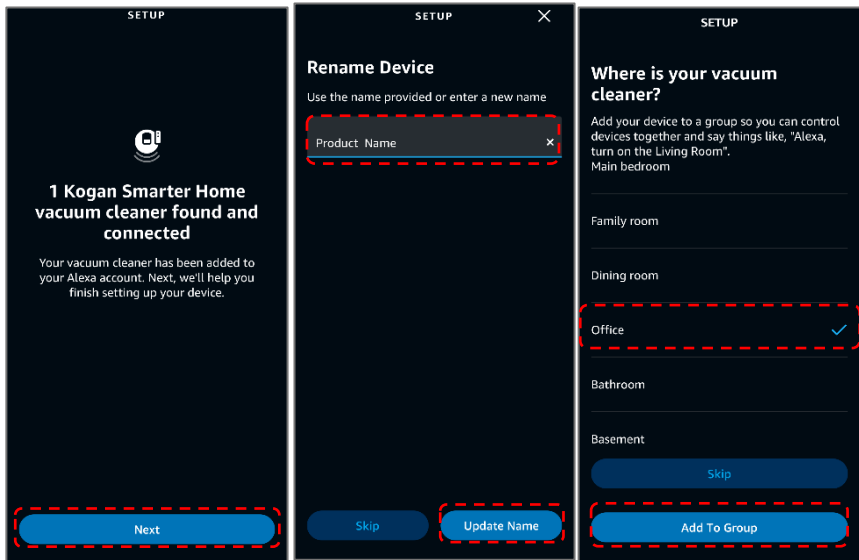 SETUP
1 Kogan Smarter Home
vacuum cleaner found and
connected
Your vacuum cleaner has been added to
your Alexa account. Next, we'll help you
finish setting up your device.
Next
SETUP
×
Rename Device
Use the name provided or enter a new name
Product Name
×
Skip
Update Name
SETUP
Where is your vacuum
cleaner?
Add your device to a group so you can control
devices together and say things like, "Alexa,
turn on the Living Room".
Main bedroom
Family room
Dining room
Office
Bathroom
Basement
Skip
Add To Group